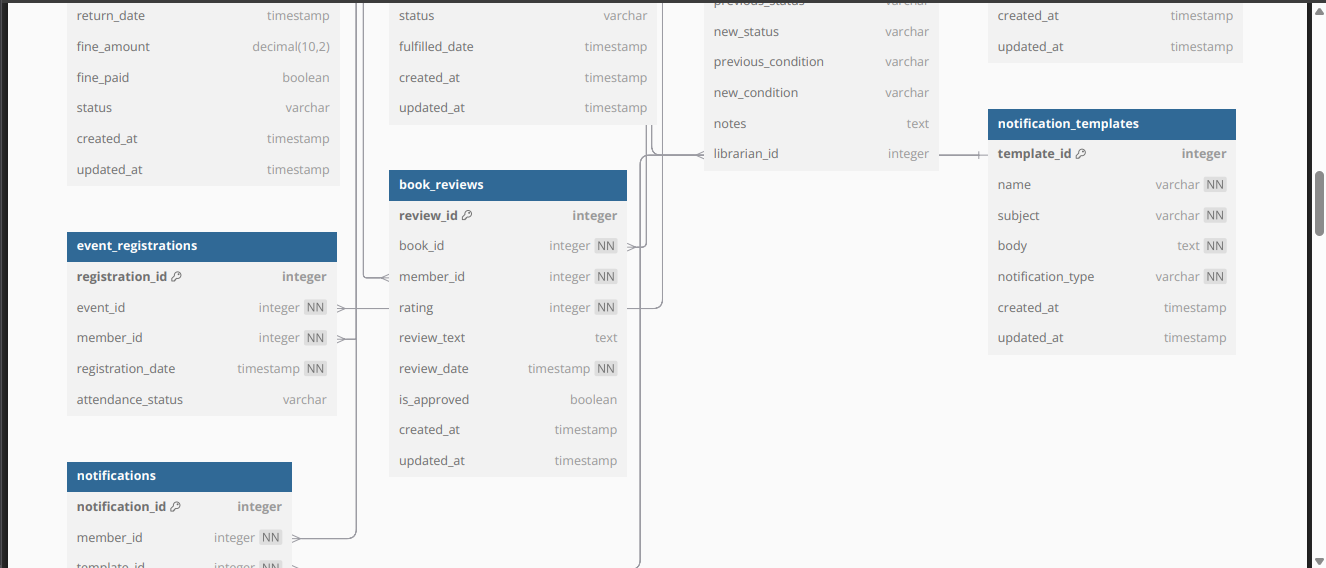 return_date timestamp
fine_amount decimal(10,2)
fine_paid boolean
status varchar
created_at timestamp
updated_at timestamp
event_registrations
registration_id integer
event_id integer NN
member_id integer NN
registration_date timestamp NN
attendance_status varchar
notifications
notification_id integer
member_id integer NN
template_id integer NN
status varchar
fulfilled_date timestamp
created_at timestamp
updated_at timestamp
book_reviews
review_id integer
book_id integer NN
member_id integer NN
rating integer NN
review_text text
review_date timestamp NN
is_approved boolean
created_at timestamp
updated_at timestamp
previous_status varchar
new_status varchar
previous_condition varchar
new_condition varchar
notes text
librarian_id integer
created_at timestamp
updated_at timestamp
notification_templates
template_id integer
name varchar NN
subject varchar NN
body text NN
notification_type varchar NN
created_at timestamp
updated_at timestamp